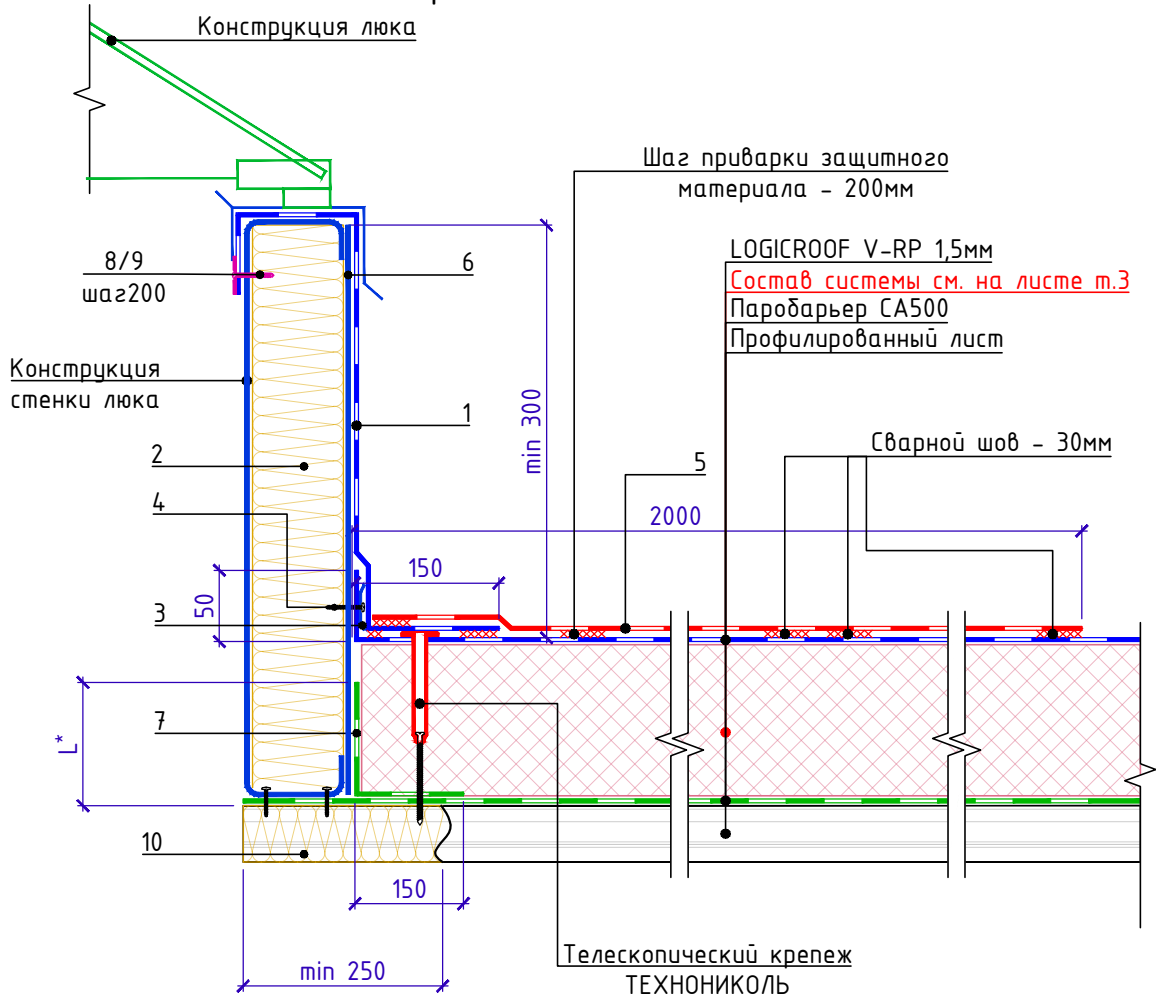 Конструкция люка
Шаг приварки защитного
материала - 200мм
8/9
шаг200
6
LOGICROOF V-RP 1,5мм
Состав системы см. на листе т.3
Паробарьер СА500
Профилированный лист
Конструкция
стенки люка
1
min 300
Сварной шов - 30мм
2
5
4
2000
150
50
3
7
L*
10
150
min 250
Телескопический крепеж
ТЕХНОНИКОЛЬ